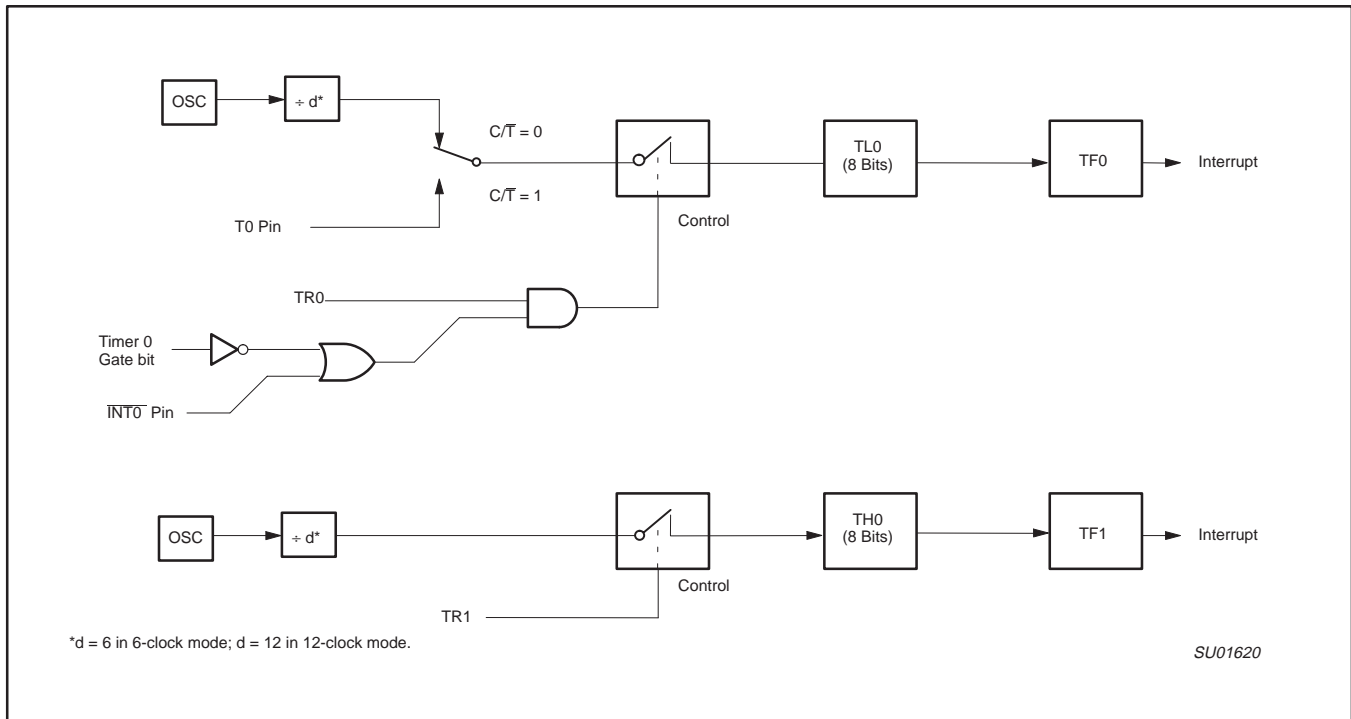 OSC
÷ d*
C/T̅ = 0
C/T̅ = 1
T0 Pin
Control
TL0
(8 Bits)
TF0
Interrupt
TR0
Timer 0
Gate bit
I̅N̅T̅0̅ Pin
OSC
÷ d*
Control
TH0
(8 Bits)
TF1
Interrupt
TR1
*d = 6 in 6-clock mode; d = 12 in 12-clock mode.
SU01620